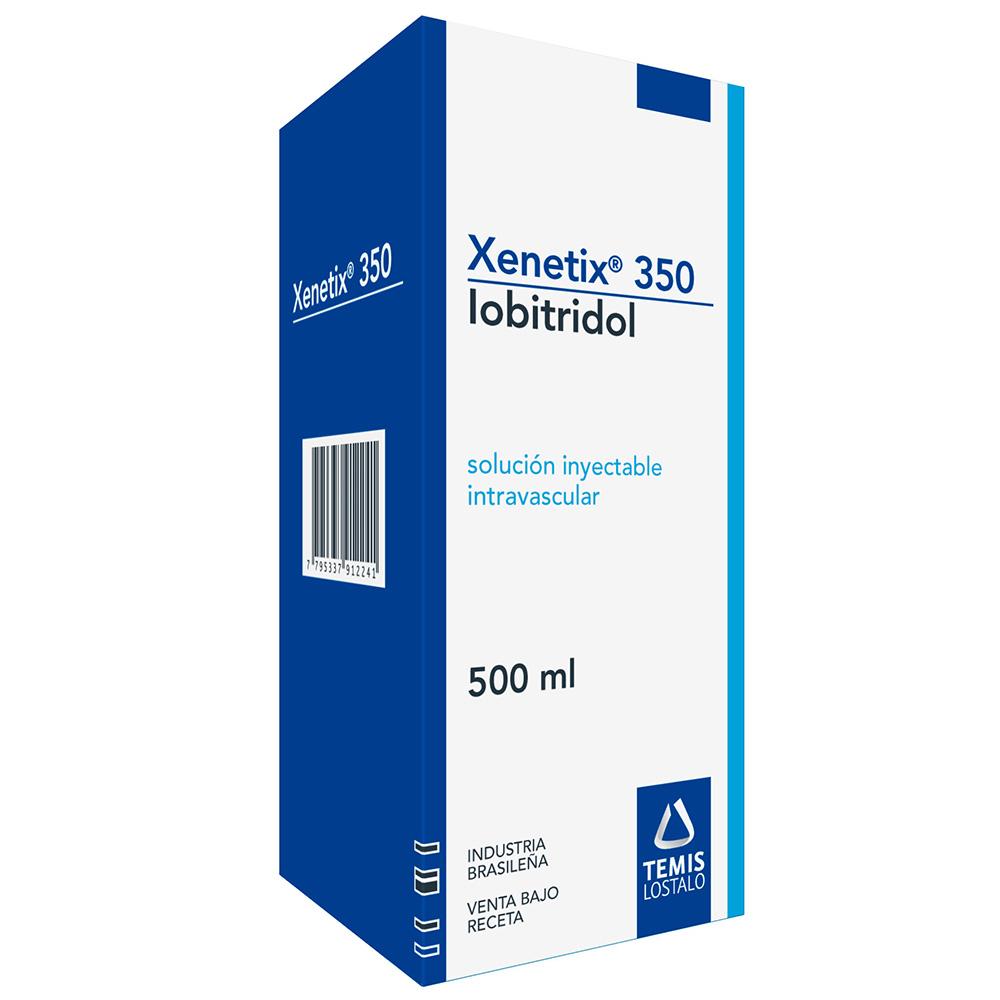 Xenetix® 350
7 795337 912241
Xenetix® 350
Iobitridol
solución inyectable
intravascular
500 ml
INDUSTRIA
BRASILEÑA
VENTA BAJO
RECETA
TEMIS
LOSTALO